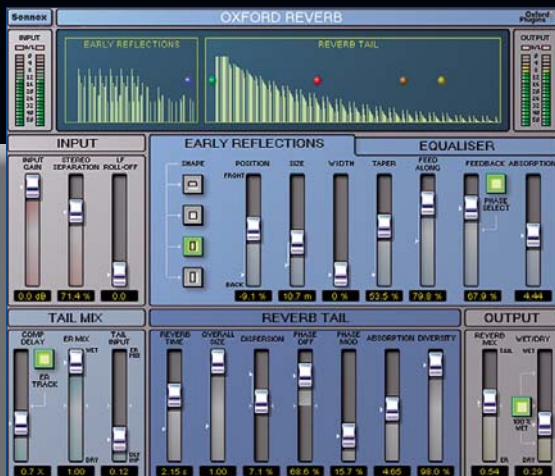 Sonnox
OXFORD REVERB
Oxford
Plugins
INPUT
EARLY REFLECTIONS
REVERB TAIL
OUTPUT
INPUT
EARLY REFLECTIONS
EQUALISER
INPUT GAIN
STEREO SEPARATION
LF ROLL-OFF
SHAPE
POSITION
SIZE
WIDTH
TAPER
FEED ALONG
FEEDBACK
ABSORPTION
FRONT
PHASE SELECT
BACK
0.0 dB
71.4 %
0.0
-9.1 %
10.7 m
0 %
53.5 %
79.8 %
67.9 %
4.44
TAIL MIX
REVERB TAIL
OUTPUT
COMP DELAY
ER MIX
TAIL INPUT
REVERB TIME
OVERALL SIZE
DISPERSION
PHASE DIFF
PHASE MOD
ABSORPTION
DIVERSITY
REVERB MIX
WET/DRY
WET
ER MIX
TAIL
WET
ER TRACK
100% WET
DRY
ER
DRY
0.7 X
1.00
0.12
2.15 s
1.00
7.1 %
68.6 %
15.7 %
4.65
98.0 %
0.54
0.29